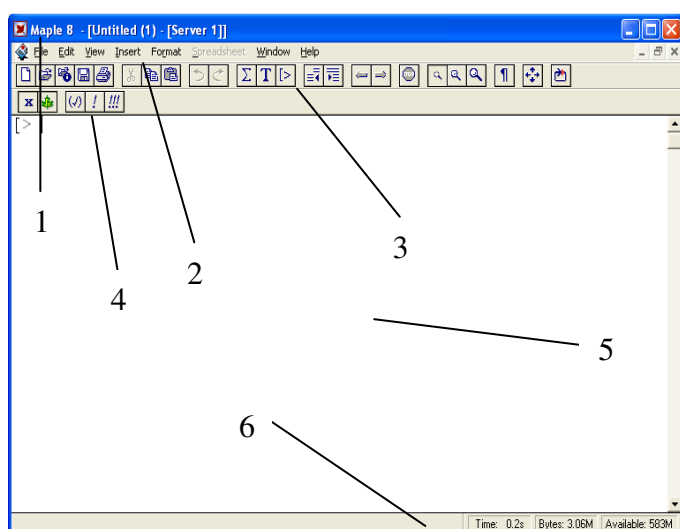 Maple 8 - [Untitled (1) - [Server 1]]
File Edit View Insert Format Spreadsheet Window Help
Σ T [>
x (√) ! !!!
[>
1
2
3
4
5
6
Time: 0.2s Bytes: 3.06M Available: 583M